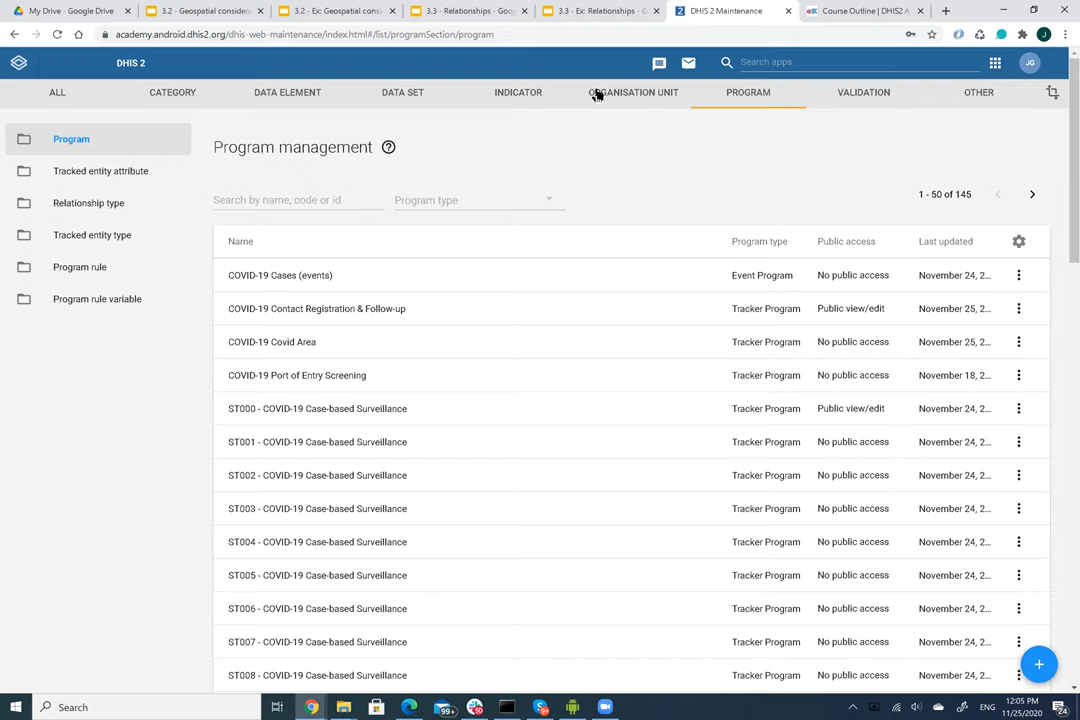 My Drive - Google Drive
3.2 - Geospatial considera
3.2 - Ex: Geospatial consi
3.3 - Relationships - Goog
3.3 - Ex: Relationships - G
2 DHIS 2 Maintenance
Course Outline | DHIS2 A
academy.android.dhis2.org/dhis-web-maintenance/index.html#/list/programSection/program
J
DHIS 2
Search apps
JG
ALL
CATEGORY
DATA ELEMENT
DATA SET
INDICATOR
ORGANISATION UNIT
PROGRAM
VALIDATION
OTHER
Program
Tracked entity attribute
Relationship type
Tracked entity type
Program rule
Program rule variable
Program management
Search by name, code or id
Program type
1 - 50 of 145
Name Program type Public access Last updated
COVID-19 Cases (events) Event Program No public access November 24, 2...
COVID-19 Contact Registration & Follow-up Tracker Program Public view/edit November 25, 2...
COVID-19 Covid Area Tracker Program No public access November 25, 2...
COVID-19 Port of Entry Screening Tracker Program No public access November 18, 2...
ST000 - COVID-19 Case-based Surveillance Tracker Program Public view/edit November 24, 2...
ST001 - COVID-19 Case-based Surveillance Tracker Program No public access November 24, 2...
ST002 - COVID-19 Case-based Surveillance Tracker Program No public access November 24, 2...
ST003 - COVID-19 Case-based Surveillance Tracker Program No public access November 24, 2...
ST004 - COVID-19 Case-based Surveillance Tracker Program No public access November 24, 2...
ST005 - COVID-19 Case-based Surveillance Tracker Program No public access November 24, 2...
ST006 - COVID-19 Case-based Surveillance Tracker Program No public access November 24, 2...
ST007 - COVID-19 Case-based Surveillance Tracker Program No public access November 24, 2...
ST008 - COVID-19 Case-based Surveillance Tracker Program No public access November 24, 2...
Search
99+
ENG
12:05 PM
11/25/2020
24